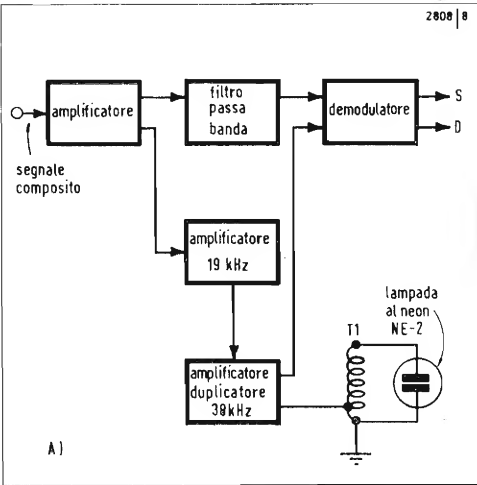 2808|8
amplificatore
filtro
passa
banda
demodulatore
S
D
segnale
composito
amplificatore
19 kHz
lampada
al neon
NE-2
T1
amplificatore
duplicatore
38kHz
A)